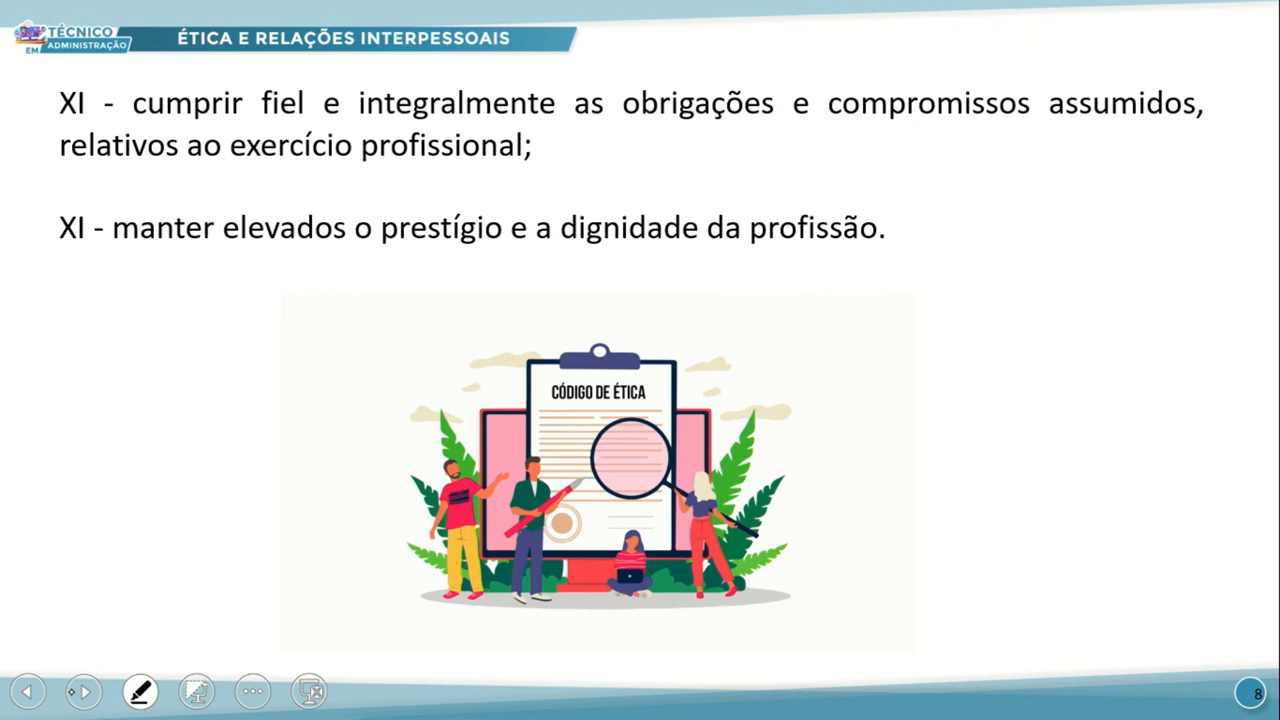 TÉCNICO
EM ADMINISTRAÇÃO
ÉTICA E RELAÇÕES INTERPESSOAIS
XI - cumprir fiel e integralmente as obrigações e compromissos assumidos,
relativos ao exercício profissional;
XI - manter elevados o prestígio e a dignidade da profissão.
CÓDIGO DE ÉTICA
8